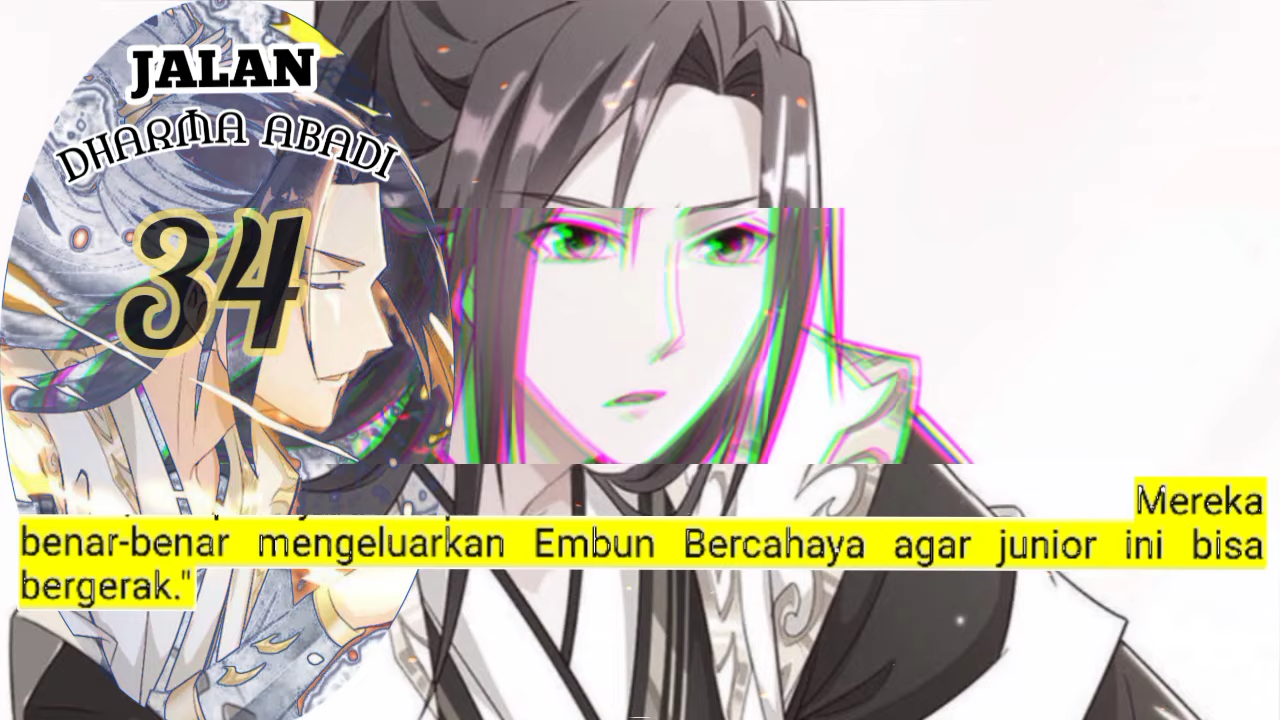 JALAN
DHARMA ABADI
34
Mereka
benar-benar mengeluarkan Embun Bercahaya agar junior ini bisa
bergerak."